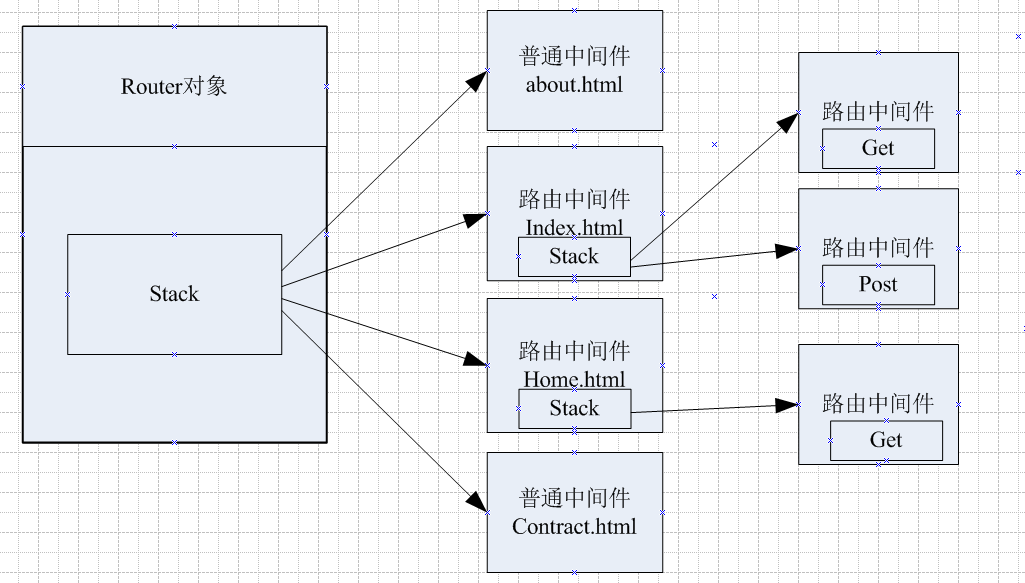 Router对象
Stack
普通中间件
about.html
路由中间件
Index.html
Stack
路由中间件
Home.html
Stack
普通中间件
Contract.html
路由中间件
Get
路由中间件
Post
路由中间件
Get